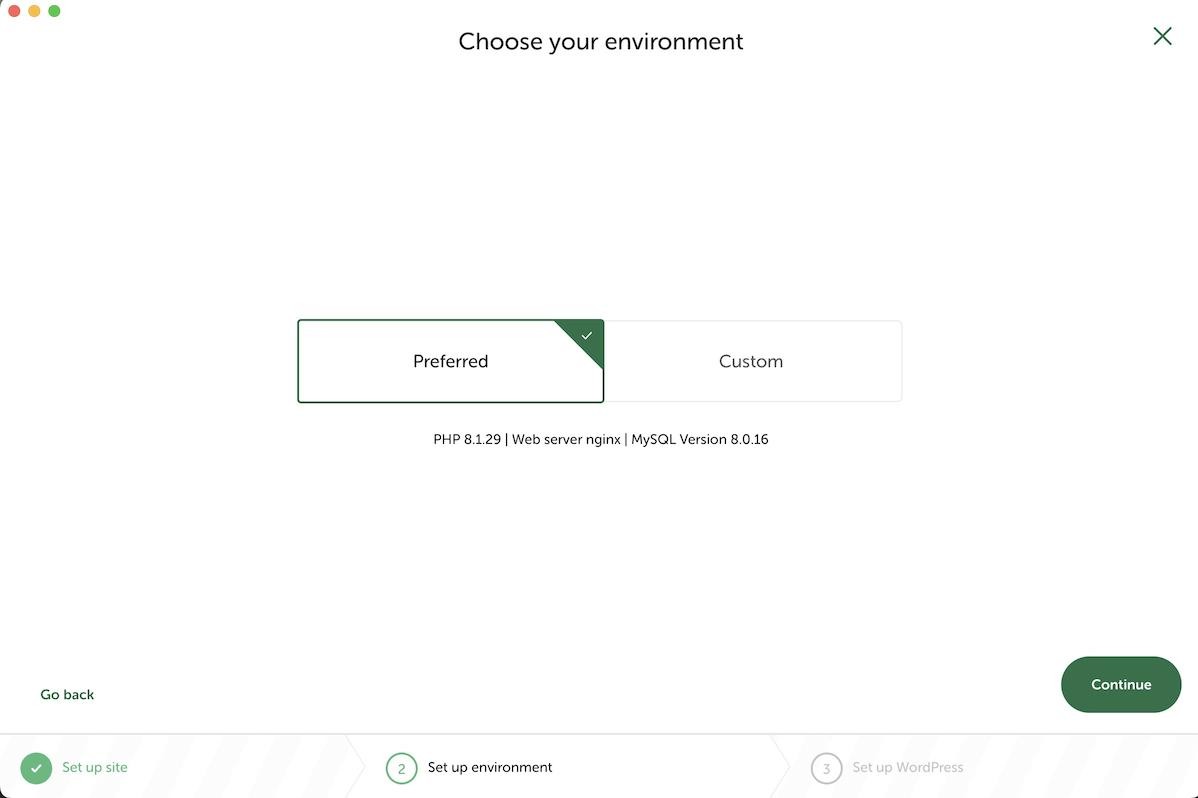 Choose your environment
Preferred
Custom
PHP 8.1.29 | Web server nginx | MySQL Version 8.0.16
Go back
Continue
Set up site
2 Set up environment
3 Set up WordPress